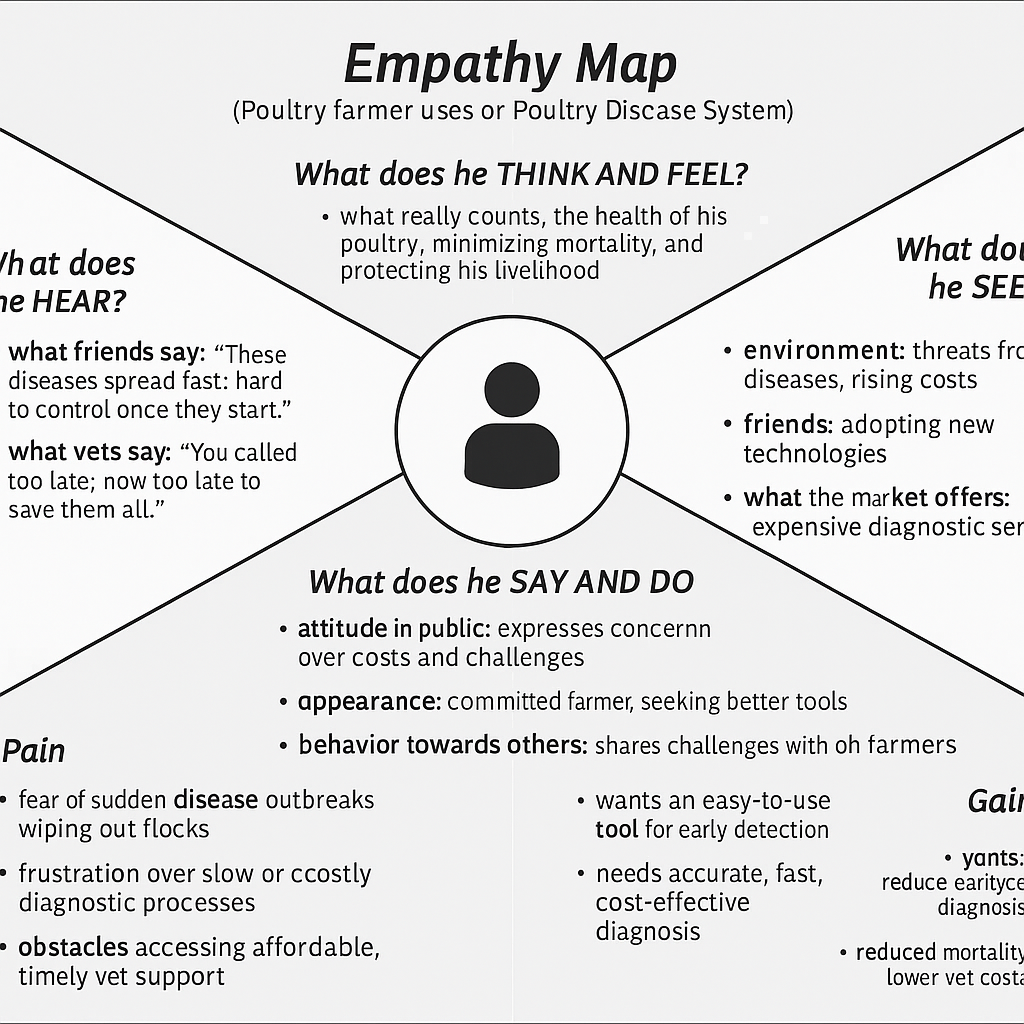 Empathy Map
(Poultry farmer uses or Poultry Discase System)
What does he THINK AND FEEL?
• what really counts, the health of his
poultry, minimizing mortality, and
protecting his livelihood
What does
he HEAR?
what friends say: “These
diseases spread fast: hard
to control once they start.”
what vets say: “You called
too late; now too late to
save them all.”
What dou
he SEE
• environment: threats fro
diseases, rising costs
• friends: adopting new
technologies
• what the market offers:
expensive diagnostic ser
What does he SAY AND DO
• attitude in public: expresses concernn
over costs and challenges
• appearance: committed farmer, seeking better tools
• behavior towards others: shares challenges with oh farmers
Pain
• fear of sudden disease outbreaks
wiping out flocks
• frustration over slow or ccostly
diagnostic processes
• obstacles accessing affordable,
timely vet support
• wants an easy-to-use
tool for early detection
• needs accurate, fast,
cost-effective
diagnosis
Gain
• yants:
reduce earityce
diagnosis
• reduced mortality
lower vet costa